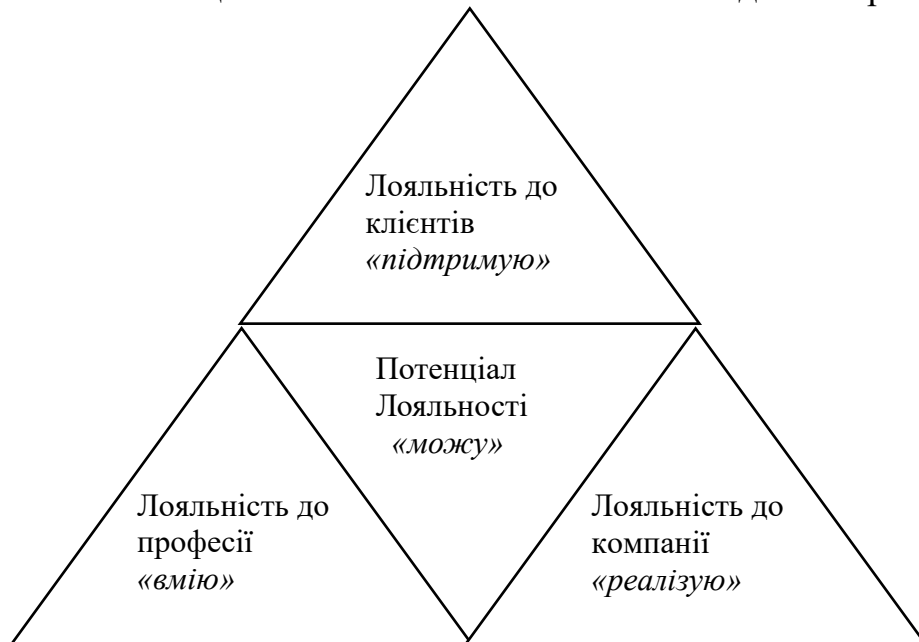 Лояльність до
клієнтів
«підтримую»
Потенціал
Лояльності
«можу»
Лояльність до
професії
«вмію»
Лояльність до
компанії
«реалізую»